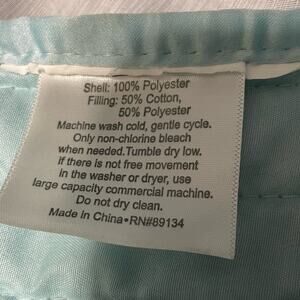 Shell: 100% Polyester
Filling: 50% Cotton,
50% Polyester
Machine wash cold, gentle cycle.
Only non-chlorine bleach
when needed.Tumble dry low.
If there is not free movement
In the washer or dryer, use
large capacity commercial machine.
Do not dry clean.
Made in China•RN#89134